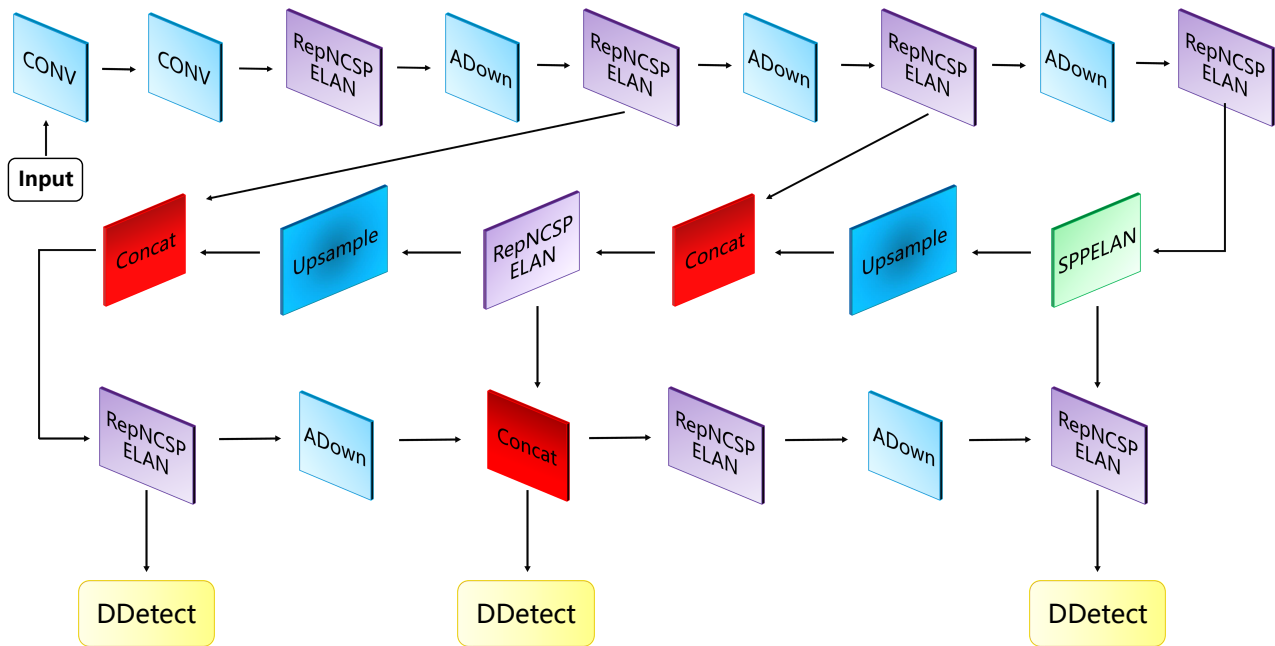 CONV
CONV
RepNCSP
ELAN
ADown
RepNCSP
ELAN
ADown
RepNCSP
ELAN
ADown
RepNCSP
ELAN
Input
Concat
Upsample
RepNCSP
ELAN
Concat
Upsample
SPPELAN
RepNCSP
ELAN
ADown
Concat
RepNCSP
ELAN
ADown
RepNCSP
ELAN
DDetect
DDetect
DDetect